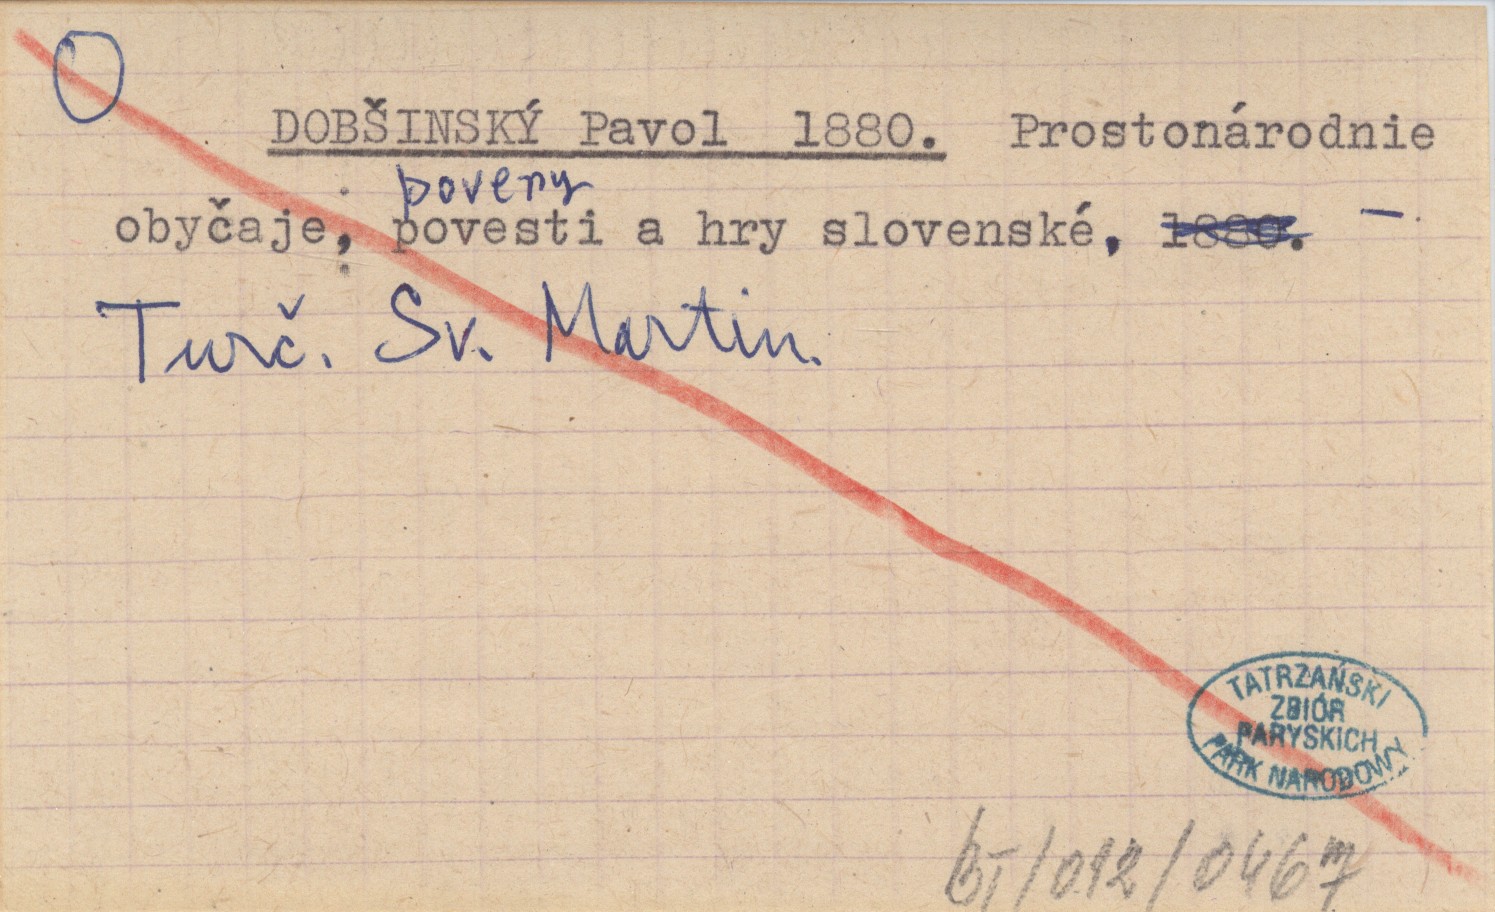 DOBŠINSKÝ Pavol 1880. Prostonárodnie
povery
obyčaje, povesti a hry slovenské, 1880. –
Turč. Sv. Martin.
TATRZAŃSKI
ZBIÓR
PARYSKICH
PARK NARODOWY
/012/0467